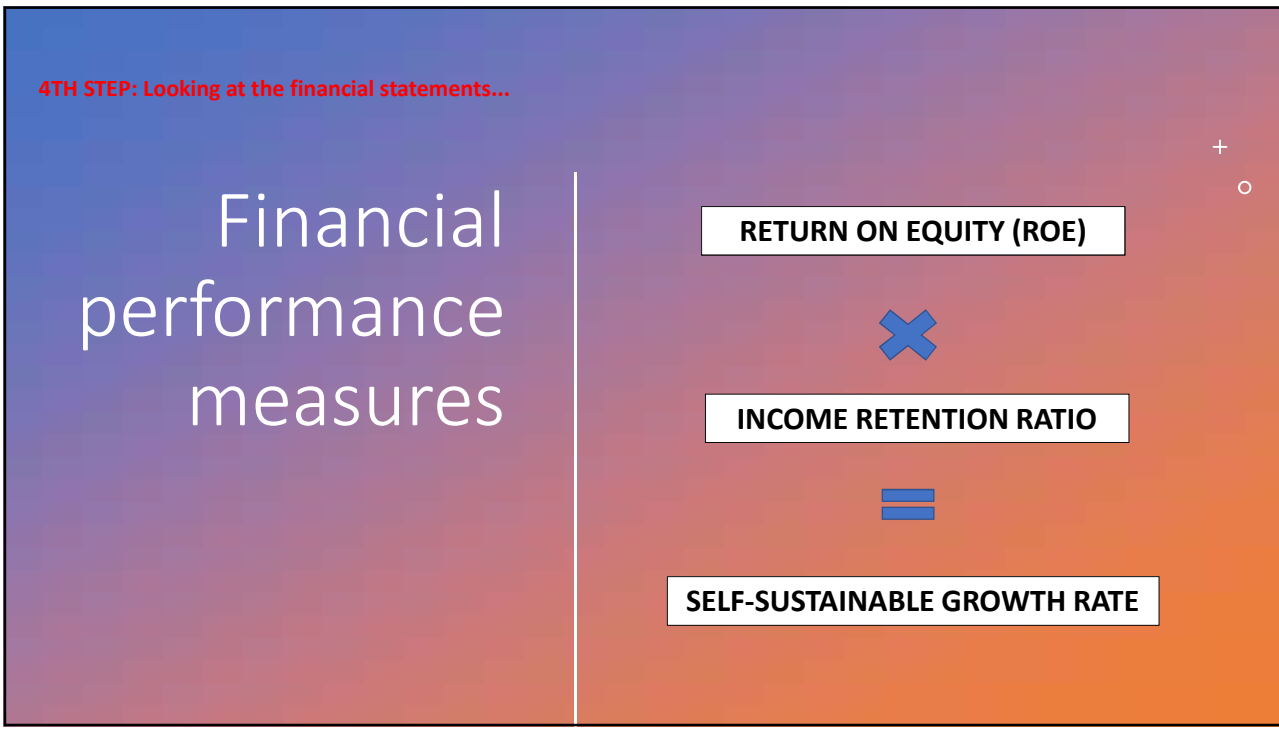 4TH STEP: Looking at the financial statements...
Financial
performance
measures
RETURN ON EQUITY (ROE)
INCOME RETENTION RATIO
SELF-SUSTAINABLE GROWTH RATE